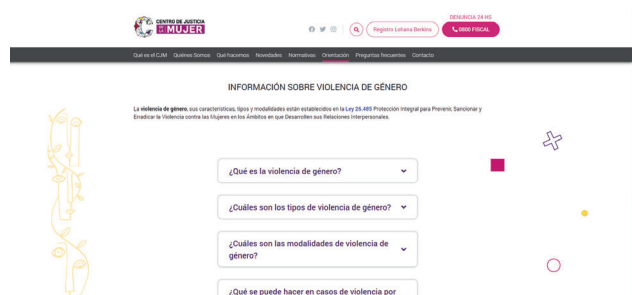 CENTRO DE JUSTICIA
DE LA MUJER
DENUNCIA 24 HS
Registro Lohana Berkins
0800 FISCAL
Qué es el CJM Quiénes Somos Qué hacemos Novedades Normativas Orientación Preguntas frecuentes Contacto
INFORMACIÓN SOBRE VIOLENCIA DE GÉNERO
La violencia de género, sus características, tipos y modalidades están establecidos en la Ley 26.485 Protección Integral para Prevenir, Sancionar y
Erradicar la Violencia contra las Mujeres en los Ámbitos en que Desarrollen sus Relaciones Interpersonales.
¿Qué es la violencia de género?
¿Cuáles son los tipos de violencia de género?
¿Cuáles son las modalidades de violencia de
género?
¿Qué se puede hacer en casos de violencia por